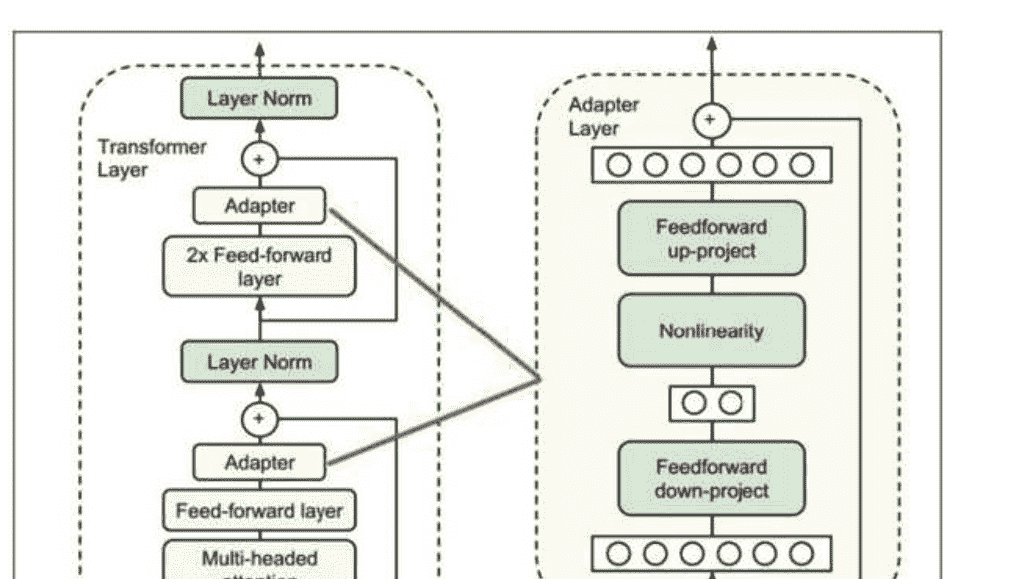 Layer Norm
Transformer
Layer
+
Adapter
2x Feed-forward
layer
Layer Norm
+
Adapter
Feed-forward layer
Multi-headed
attention
Adapter
Layer
+
Feedforward
up-project
Nonlinearity
Feedforward
down-project